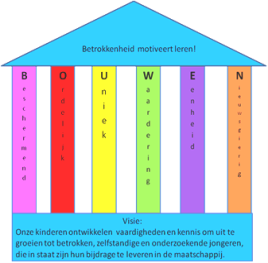 Betrokkenheid motiveert leren!
Beschermend
Ordelijk
Uniek
Waardering
Eenheid
Nieuwsgierig
Visie:
Onze kinderen ontwikkelen vaardigheden en kennis om uit te
groeien tot betrokken, zelfstandige en onderzoekende jongeren,
die in staat zijn hun bijdrage te leveren in de maatschappij.